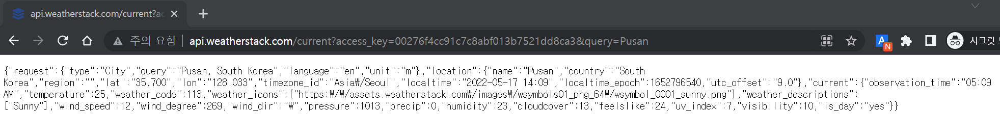 api.weatherstack.com/current?ac
주의 요함 api.weatherstack.com/current?access_key=00276f4cc91c7c8abf013b7521dd8ca3&query=Pusan A N 시크릿
{"request":{"type":"City","query":"Pusan, South Korea","language":"en","unit":"m"},"location":{"name":"Pusan","country":"South
Korea","region":"","lat":"35.700","lon":"128.033","timezone_id":"Asia₩/Seoul","localtime":"2022-05-17 14:09","localtime_epoch":1652796540,"utc_offset":"9.0"},"current":{"observation_time":"05:09
AM","temperature":25,"weather_code":113,"weather_icons":["https:₩/₩/assets.weatherstack.com₩/images₩/wsymbols01_png_64₩/wsymbol_0001_sunny.png"],"weather_descriptions":
["Sunny"],"wind_speed":12,"wind_degree":269,"wind_dir":"W","pressure":1013,"precip":0,"humidity":23,"cloudcover":13,"feelslike":24,"uv_index":7,"visibility":10,"is_day":"yes"}}